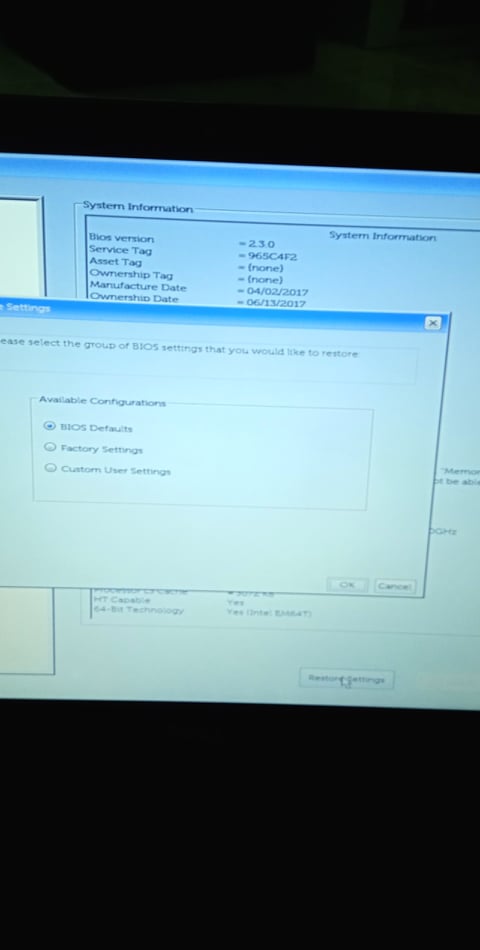 System Information
System Information
Bios version = 2.3.0
Service Tag = 965C4F2
Asset Tag = (none)
Ownership Tag = (none)
Manufacture Date = 04/02/2017
Ownership Date = 06/13/2017
e Settings
ease select the group of BIOS settings that you would like to restore:
Available Configurations
BIOS Defaults
Factory Settings
Custom User Settings
"Memor
ot be able
0GHz
OK Cancel
Processor L3 Cache = 3072 KB
HT Capable Yes
64-Bit Technology Yes (Intel EM64T)
Restore Settings